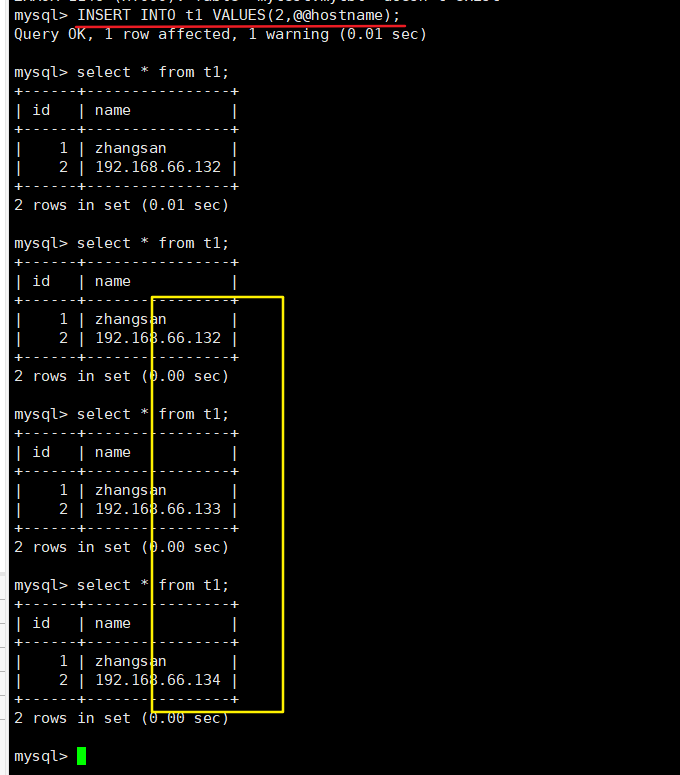 mysql> INSERT INTO t1 VALUES(2,@@hostname);
Query OK, 1 row affected, 1 warning (0.01 sec)
mysql> select * from t1;
+------+----------------+
| id   | name           |
+------+----------------+
|    1 | zhangsan       |
|    2 | 192.168.66.132 |
+------+----------------+
2 rows in set (0.01 sec)
mysql> select * from t1;
+------+----------------+
| id   | name           |
+------+----------------+
|    1 | zhangsan       |
|    2 | 192.168.66.132 |
+------+----------------+
2 rows in set (0.00 sec)
mysql> select * from t1;
+------+----------------+
| id   | name           |
+------+----------------+
|    1 | zhangsan       |
|    2 | 192.168.66.133 |
+------+----------------+
2 rows in set (0.00 sec)
mysql> select * from t1;
+------+----------------+
| id   | name           |
+------+----------------+
|    1 | zhangsan       |
|    2 | 192.168.66.134 |
+------+----------------+
2 rows in set (0.00 sec)
mysql>